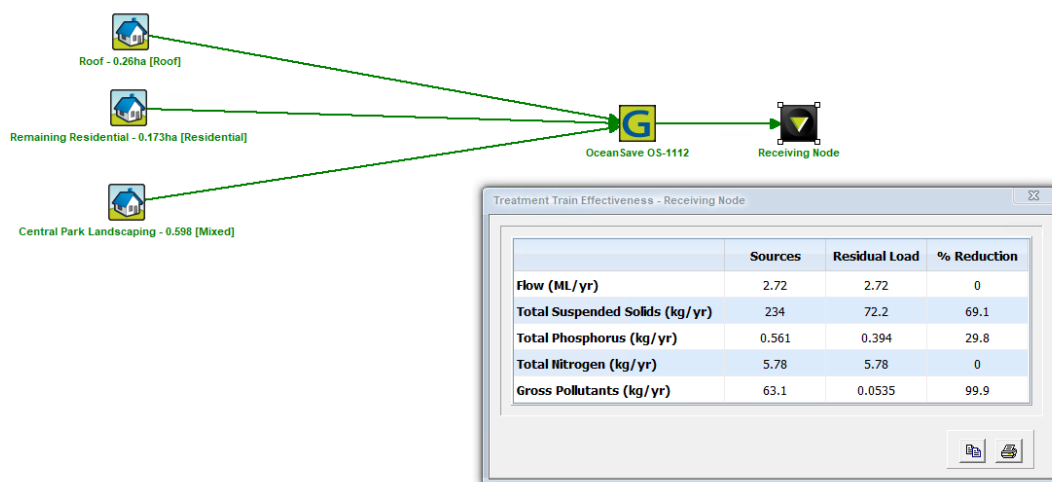 Roof - 0.26ha [Roof]
Remaining Residential - 0.173ha [Residential]
G
OceanSave OS-1112
Receiving Node
Central Park Landscaping - 0.598 [Mixed]
Treatment Train Effectiveness - Receiving Node
Sources Residual Load % Reduction
Flow (ML/yr) 2.72 2.72 0
Total Suspended Solids (kg/yr) 234 72.2 69.1
Total Phosphorus (kg/yr) 0.561 0.394 29.8
Total Nitrogen (kg/yr) 5.78 5.78 0
Gross Pollutants (kg/yr) 63.1 0.0535 99.9